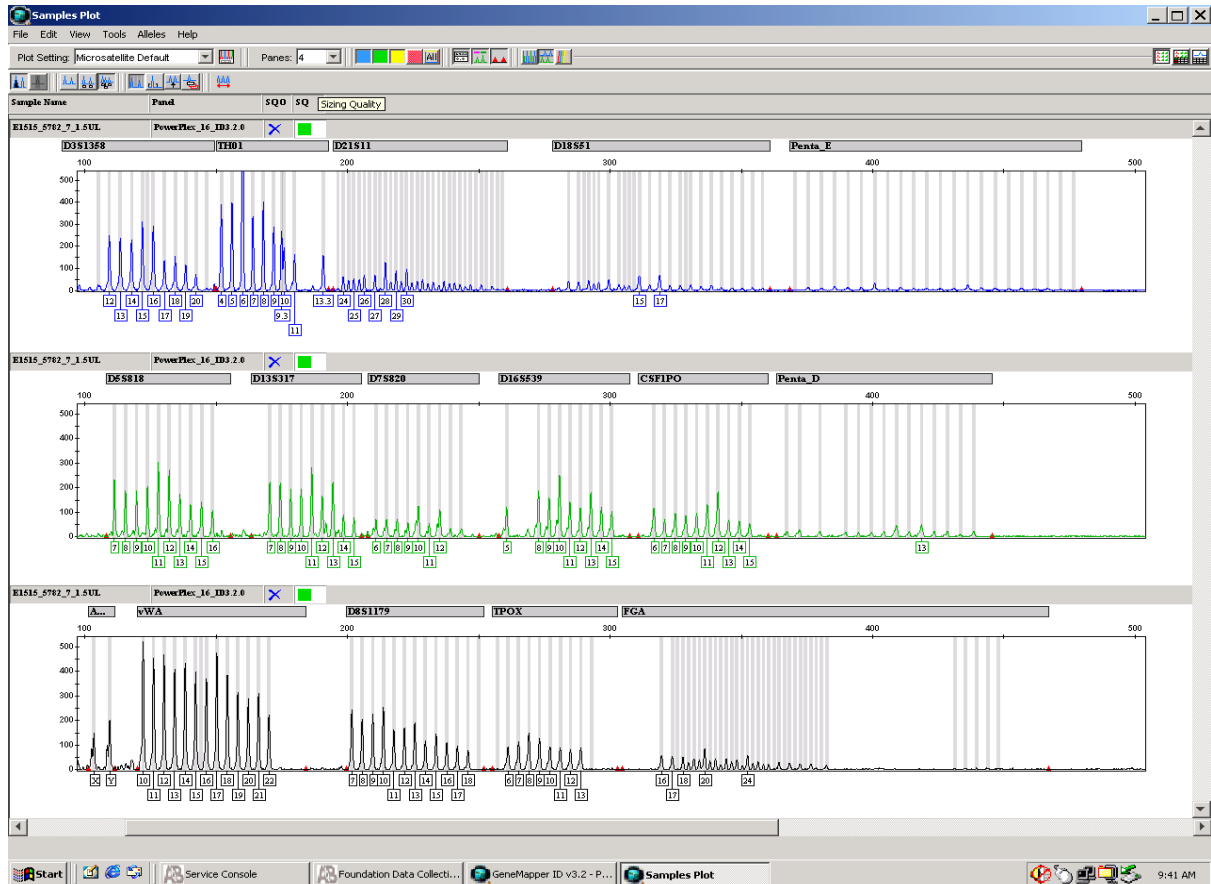 Samples Plot
File Edit View Tools Alleles Help
Plot Setting: Microsatellite Default Panes: 4 All
Sample Name Panel SQO SQ Sizing Quality
E1515_5782_7_1.5UL PowerPlex_16_ID3.2.0
D3S1358 TH01 D21S11 D18S51 Penta_E
100 200 300 400 500
500
400
300
200
100
0
12 14 16 18 20 4 5 6 7 8 9 10 13.3 24 26 28 30 15 17
13 15 17 19 9.3 25 27 29
11
E1515_5782_7_1.5UL PowerPlex_16_ID3.2.0
D5S818 D13S317 D7S820 D16S539 CSF1PO Penta_D
100 200 300 400 500
500
400
300
200
100
0
7 8 9 10 12 14 16 7 8 9 10 12 14 6 7 8 9 10 12 5 8 9 10 12 14 6 7 8 9 10 12 14 13
11 13 15 11 13 15 11 11 13 15 11 13 15
E1515_5782_7_1.5UL PowerPlex_16_ID3.2.0
A... vWA D8S1179 TPOX FGA
100 200 300 400 500
500
400
300
200
100
0
X Y 10 12 14 16 18 20 22 7 8 9 10 12 14 16 18 6 8 9 10 12 16 18 20 24
11 13 15 17 19 21 11 13 15 17 11 13 17
Start Service Console Foundation Data Collecti... GeneMapper ID v3.2 - P... Samples Plot 9:41 AM